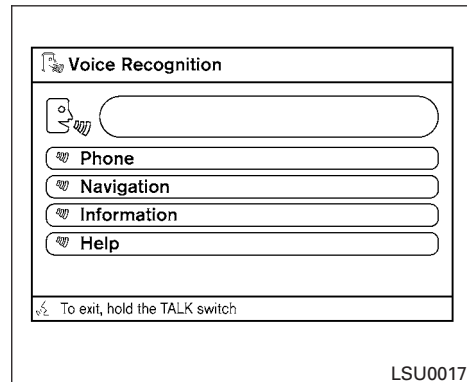 Voice Recognition
Phone
Navigation
Information
Help
To exit, hold the TALK switch
LSU0017